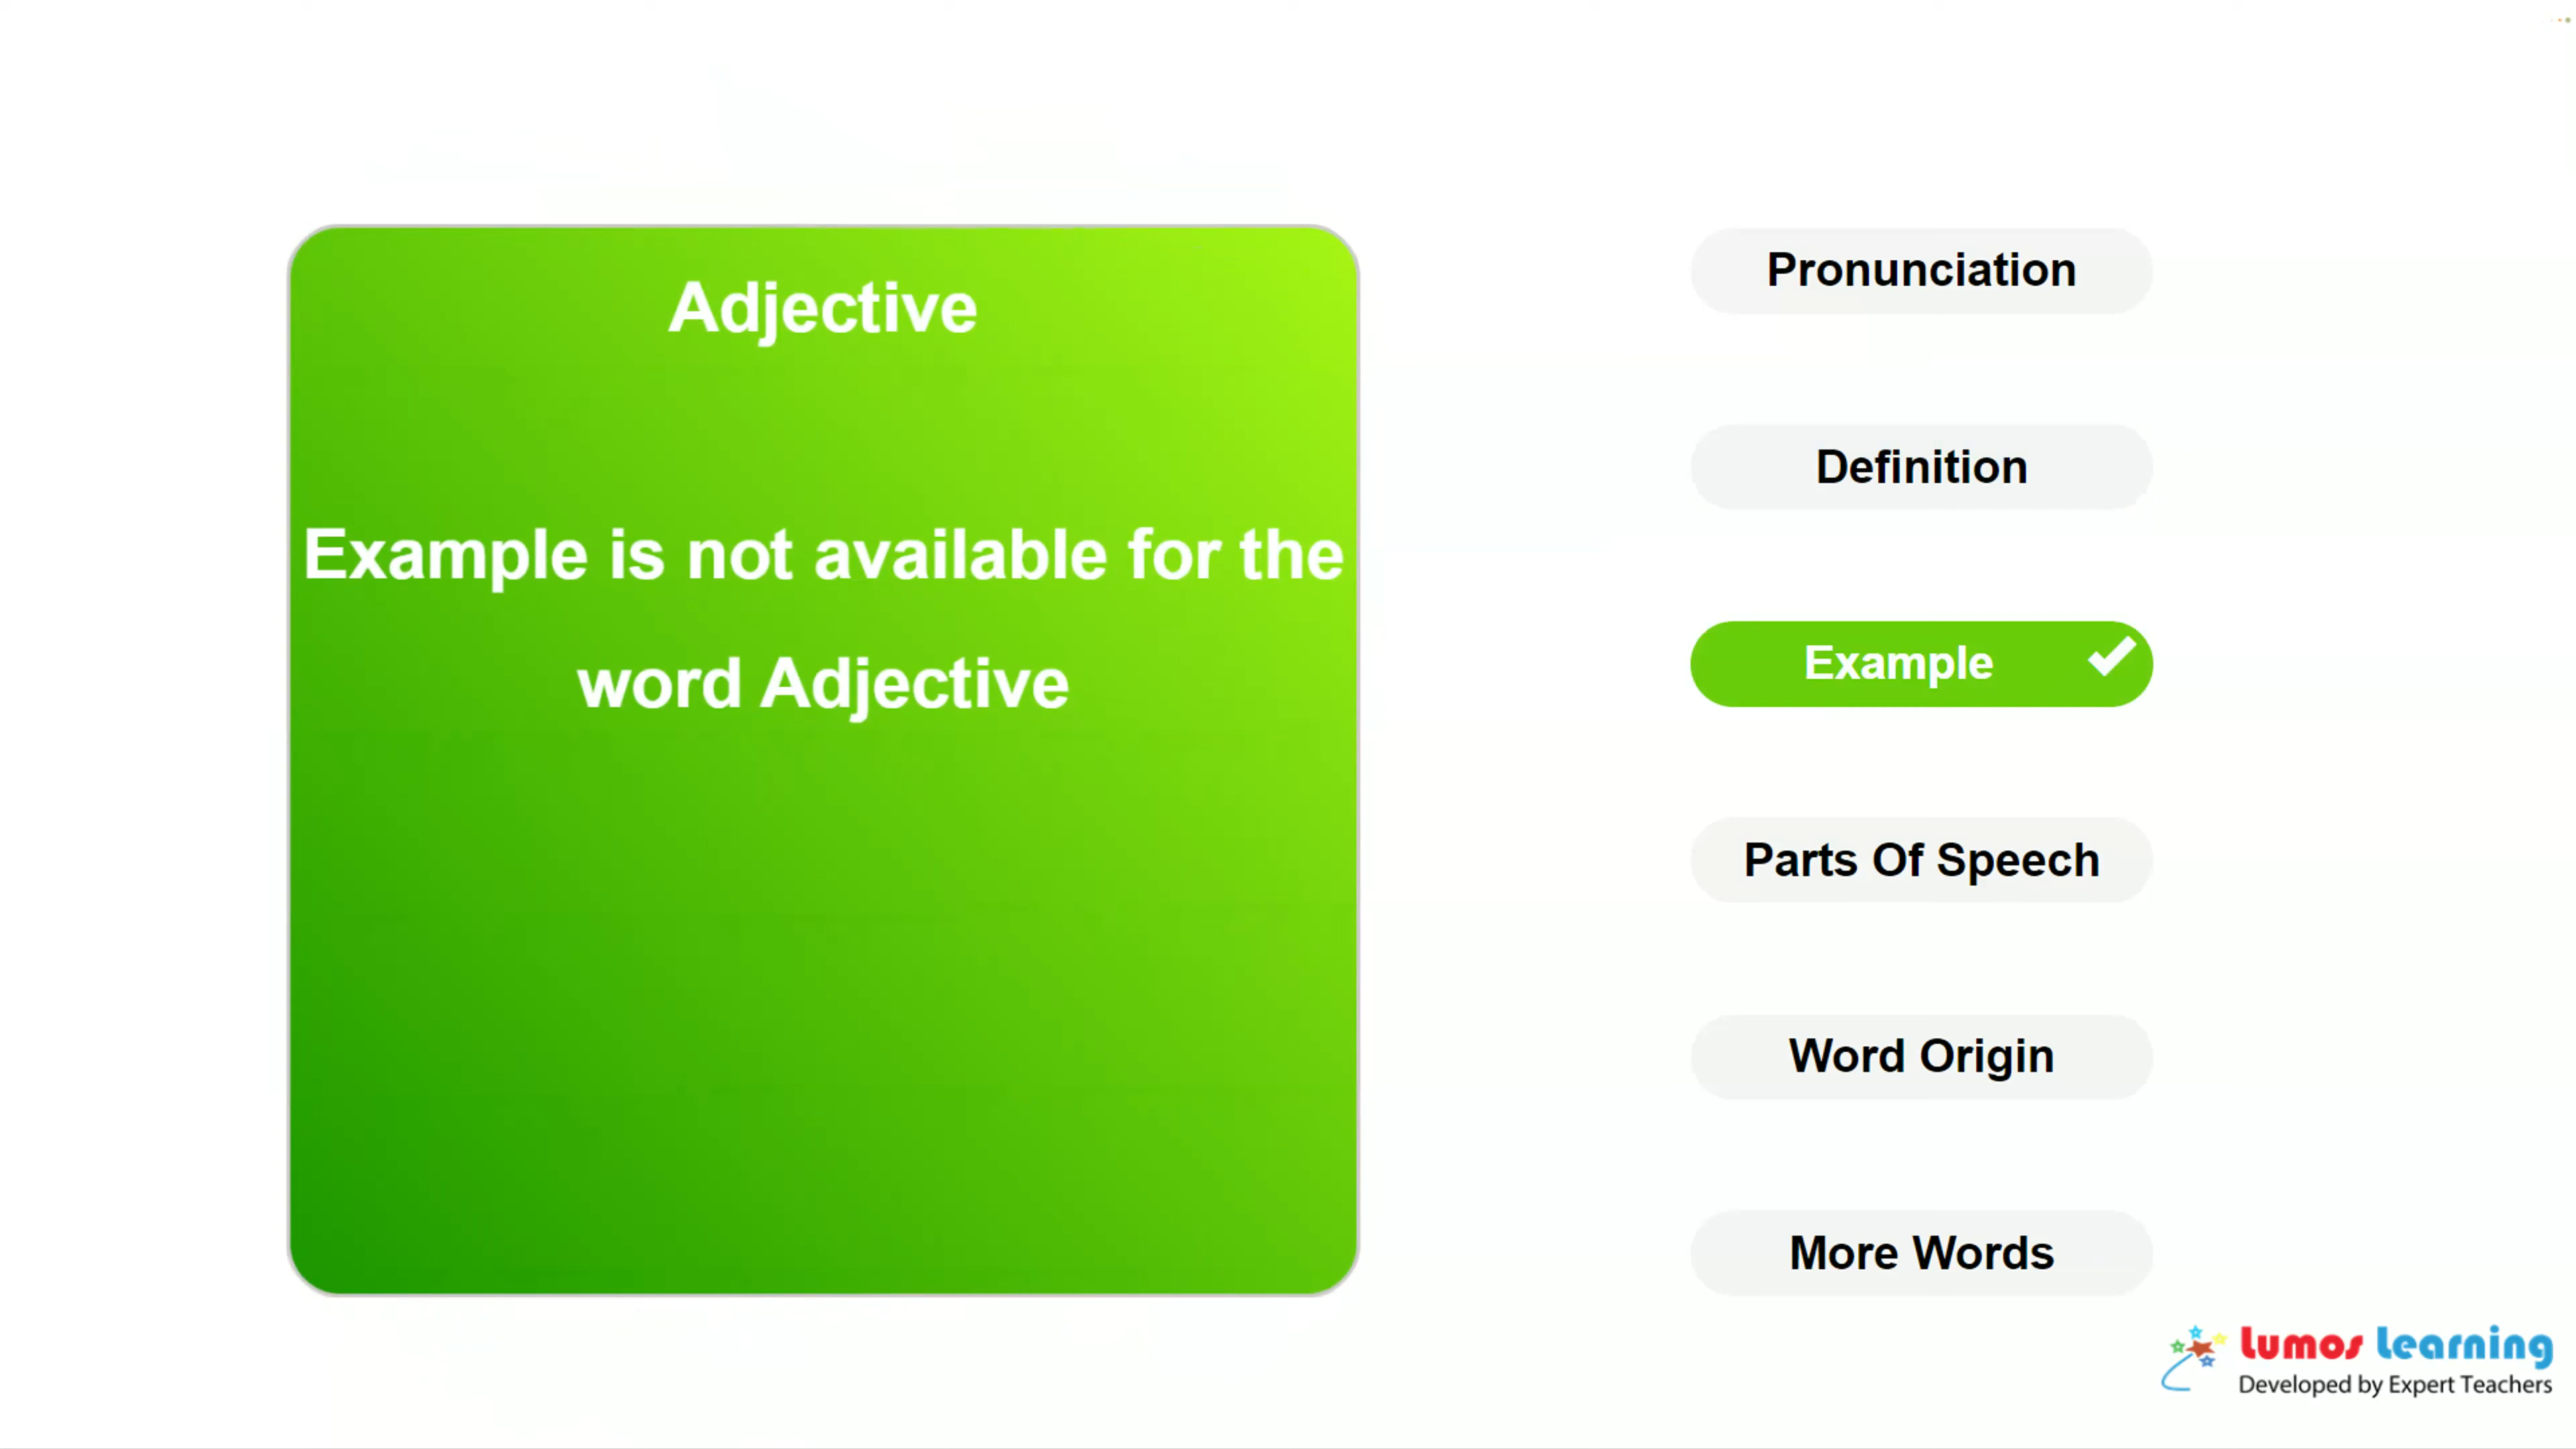 Adjective
Example is not available for the
word Adjective
Pronunciation
Definition
Example
Parts Of Speech
Word Origin
More Words
Lumos Learning
Developed by Expert Teachers